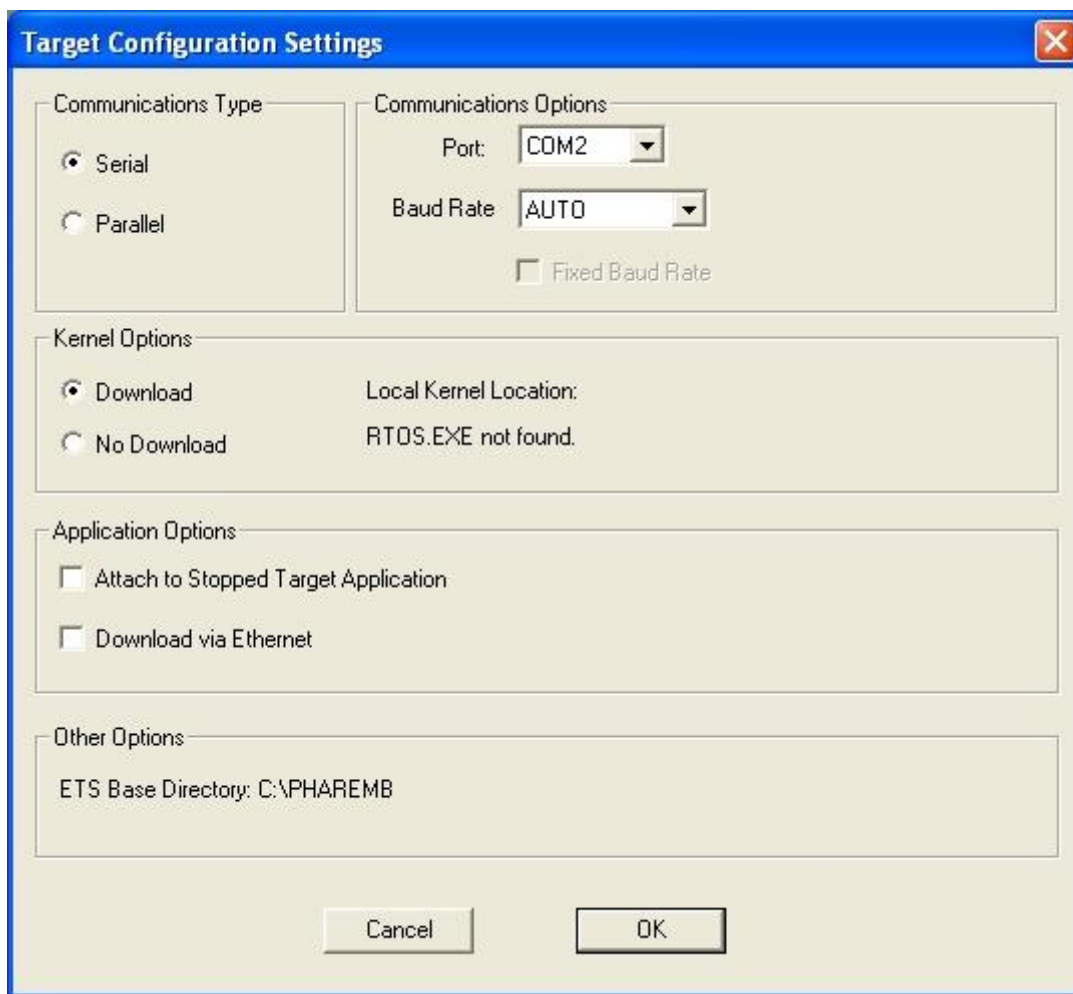 Target Configuration Settings
Communications Type
Serial
Parallel
Communications Options
Port: COM2
Baud Rate AUTO
Fixed Baud Rate
Kernel Options
Download
No Download
Local Kernel Location:
RTOS.EXE not found.
Application Options
Attach to Stopped Target Application
Download via Ethernet
Other Options
ETS Base Directory: C:\PHAREMB
Cancel OK